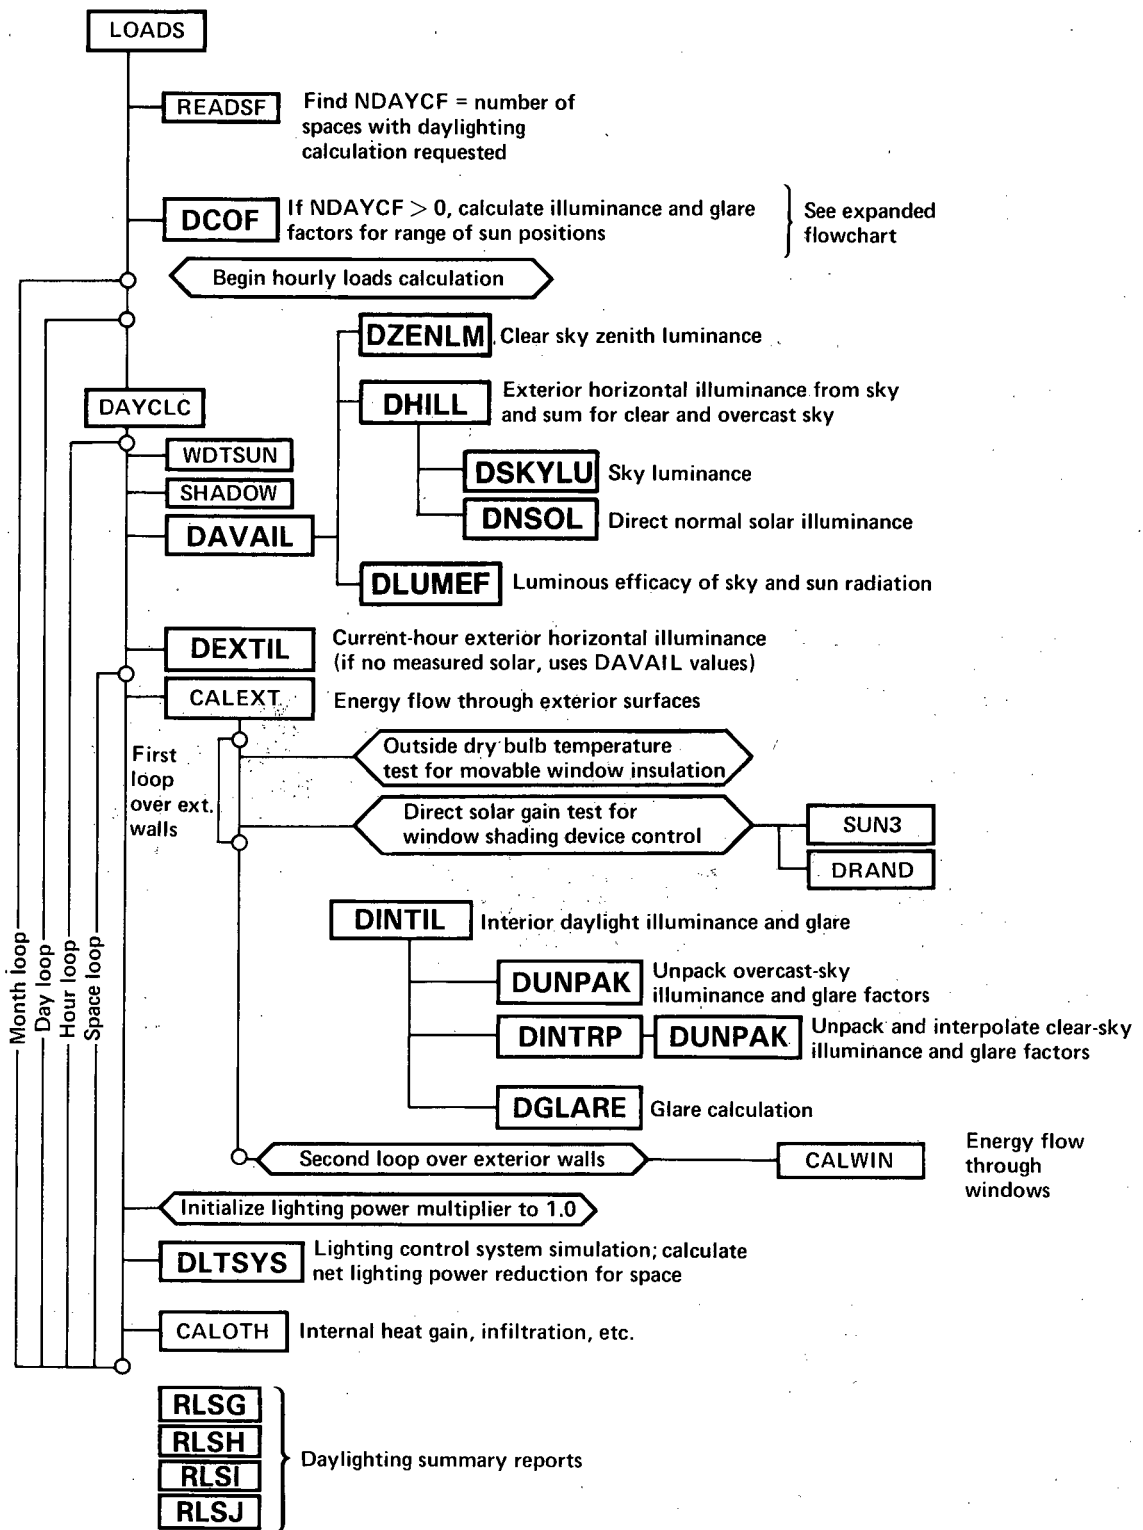 LOADS
READSF
Find NDAYCF = number of
spaces with daylighting
calculation requested
DCOF
If NDAYCF > 0, calculate illuminance and glare
factors for range of sun positions
See expanded
flowchart
Begin hourly loads calculation
DZENLM
Clear sky zenith luminance
DAYCLC
DHILL
Exterior horizontal illuminance from sky
and sum for clear and overcast sky
WDTSUN
DSKYLU
Sky luminance
SHADOW
DNSOL
Direct normal solar illuminance
DAVAIL
DLUMEF
Luminous efficacy of sky and sun radiation
DEXTIL
Current-hour exterior horizontal illuminance
(if no measured solar, uses DAVAIL values)
CALEXT
Energy flow through exterior surfaces
First
loop
over ext.
walls
Outside dry bulb temperature
test for movable window insulation
Direct solar gain test for
window shading device control
SUN3
DRAND
DINTIL
Interior daylight illuminance and glare
DUNPAK
Unpack overcast-sky
illuminance and glare factors
DINTRP
DUNPAK
Unpack and interpolate clear-sky
illuminance and glare factors
DGLARE
Glare calculation
Month loop
Day loop
Hour loop
Space loop
Second loop over exterior walls
CALWIN
Energy flow
through
windows
Initialize lighting power multiplier to 1.0
DLTSYS
Lighting control system simulation; calculate
net lighting power reduction for space
CALOTH
Internal heat gain, infiltration, etc.
RLSG
RLSH
RLSI
RLSJ
Daylighting summary reports